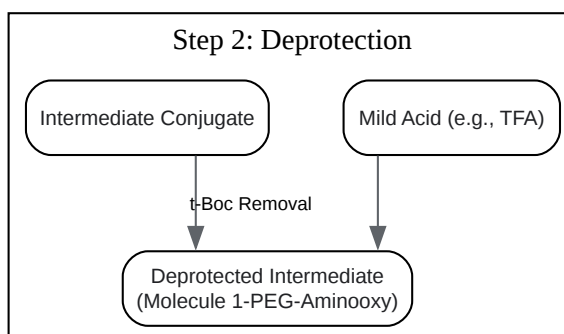 Step 2: Deprotection
Intermediate Conjugate
Mild Acid (e.g., TFA)
t-Boc Removal
Deprotected Intermediate
(Molecule 1-PEG-Aminooxy)